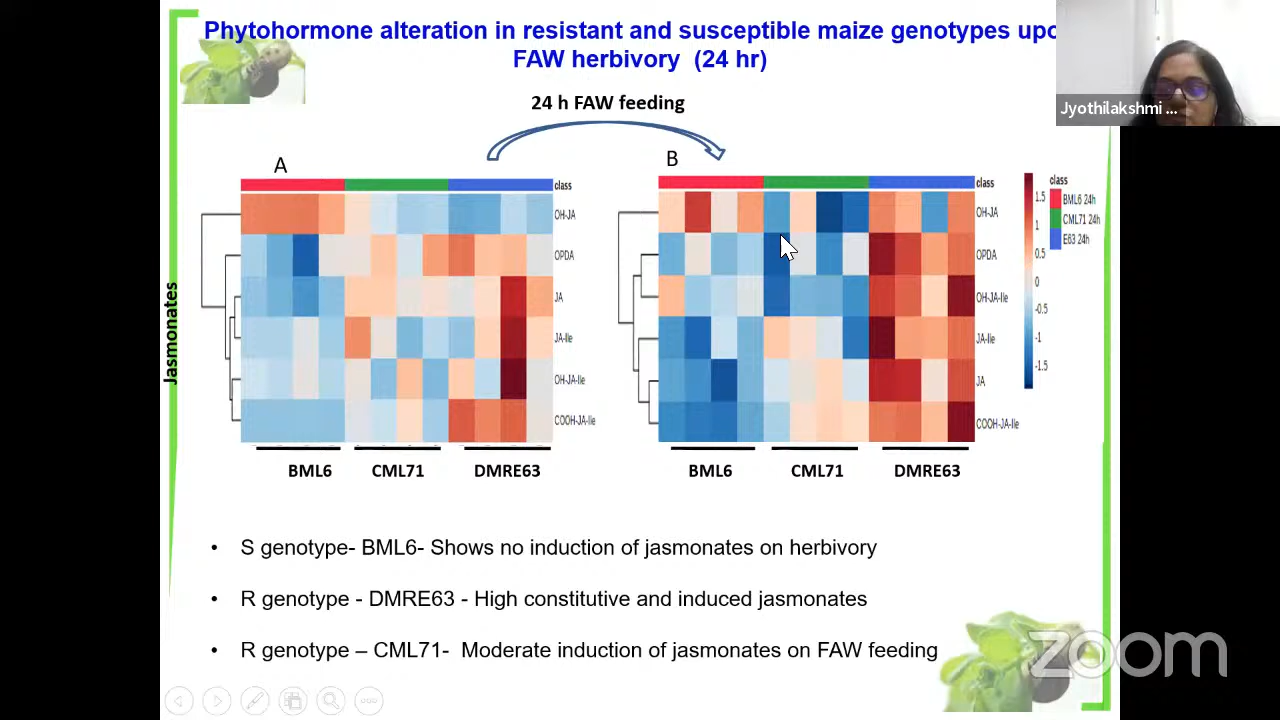 Phytohormone alteration in resistant and susceptible maize genotypes upo
FAW herbivory (24 hr)
Jyothilakshmi ...
24 h FAW feeding
A
B
class
OH-JA
OPDA
JA
JA-Ile
OH-JA-Ile
COOH-JA-Ile
class
OH-JA
OPDA
OH-JA-Ile
JA-Ile
JA
COOH-JA-Ile
1.5
1
0.5
0
-0.5
-1
-1.5
class
BML6 24h
CML71 24h
E63 24h
Jasmonates
BML6 CML71 DMRE63
BML6 CML71 DMRE63
• S genotype- BML6- Shows no induction of jasmonates on herbivory
• R genotype - DMRE63 - High constitutive and induced jasmonates
• R genotype – CML71- Moderate induction of jasmonates on FAW feeding
zoom